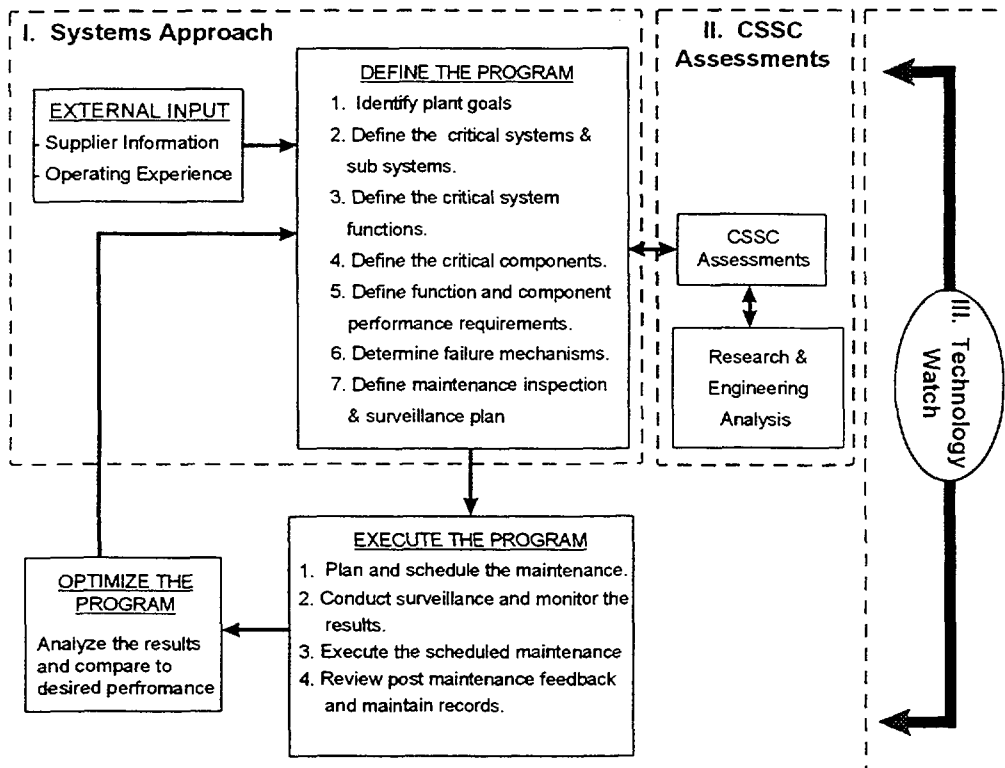 I. Systems Approach
EXTERNAL INPUT
- Supplier Information
- Operating Experience
DEFINE THE PROGRAM
1. Identify plant goals
2. Define the critical systems &
sub systems.
3. Define the critical system
functions.
4. Define the critical components.
5. Define function and component
performance requirements.
6. Determine failure mechanisms.
7. Define maintenance inspection
& surveillance plan
II. CSSC
Assessments
CSSC
Assessments
Research &
Engineering
Analysis
III. Technology
Watch
EXECUTE THE PROGRAM
1. Plan and schedule the maintenance.
2. Conduct surveillance and monitor the
results.
3. Execute the scheduled maintenance
4. Review post maintenance feedback
and maintain records.
OPTIMIZE THE
PROGRAM
Analyze the results
and compare to
desired perfromance